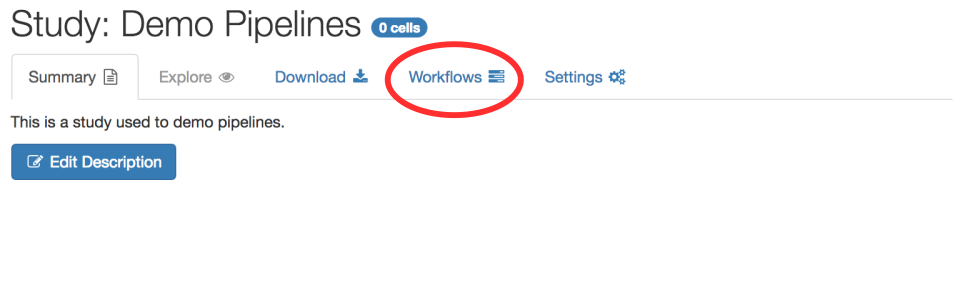 Study: Demo Pipelines 0 cells
Summary Explore Download Workflows Settings
This is a study used to demo pipelines.
Edit Description